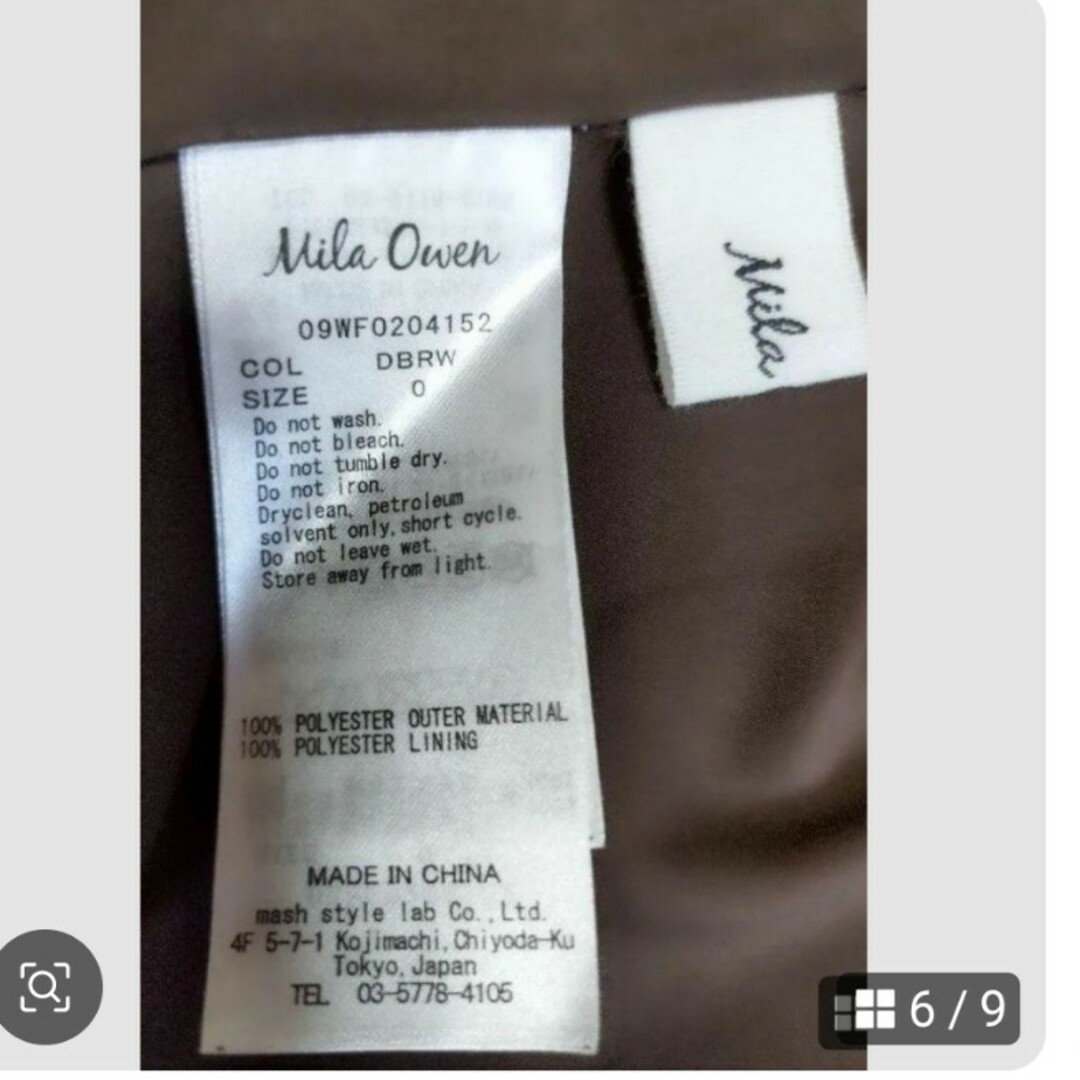 Mila Owen
09WF0204152
COL DBRW
SIZE 0
Do not wash.
Do not bleach.
Do not tumble dry.
Do not iron.
Dryclean, petroleum
solvent only, short cycle.
Do not leave wet.
Store away from light.
100% POLYESTER OUTER MATERIAL
100% POLYESTER LINING
MADE IN CHINA
mash style lab Co., Ltd.
4F 5-7-1 Kojimachi, Chiyoda-Ku
Tokyo, Japan
TEL 03-5778-4105
Mila
6 / 9